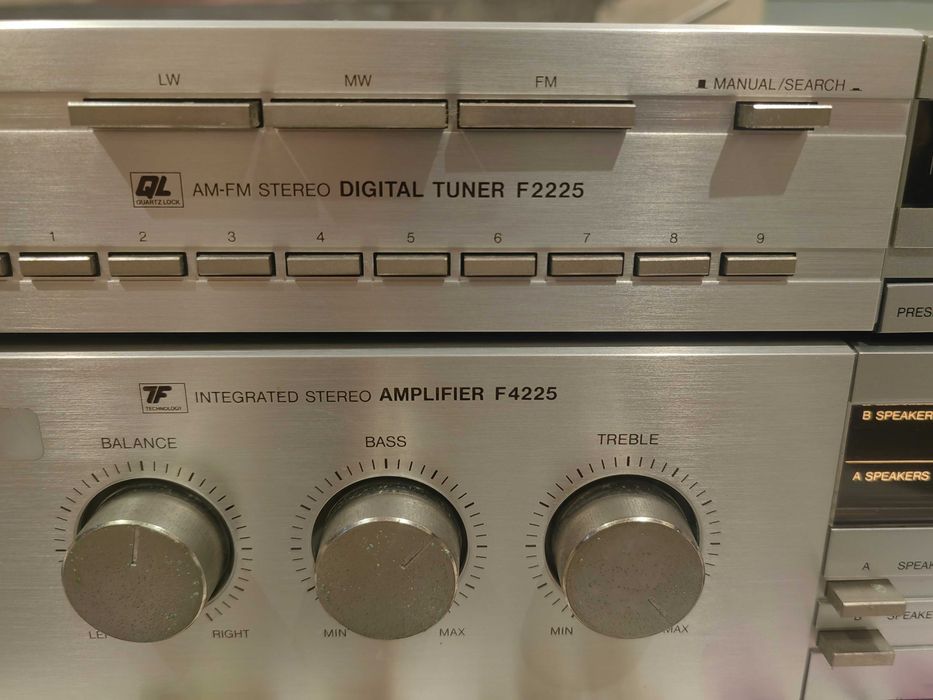 LW MW FM MANUAL/SEARCH
QL
QUARTZ LOCK
AM-FM STEREO DIGITAL TUNER F2225
1 2 3 4 5 6 7 8 9
PRES
TF
TECHNOLOGY
INTEGRATED STEREO AMPLIFIER F4225
BALANCE BASS TREBLE
B SPEAKER
A SPEAKERS
A SPEAK
B SPEAKE
RIGHT MIN MAX MIN MAX